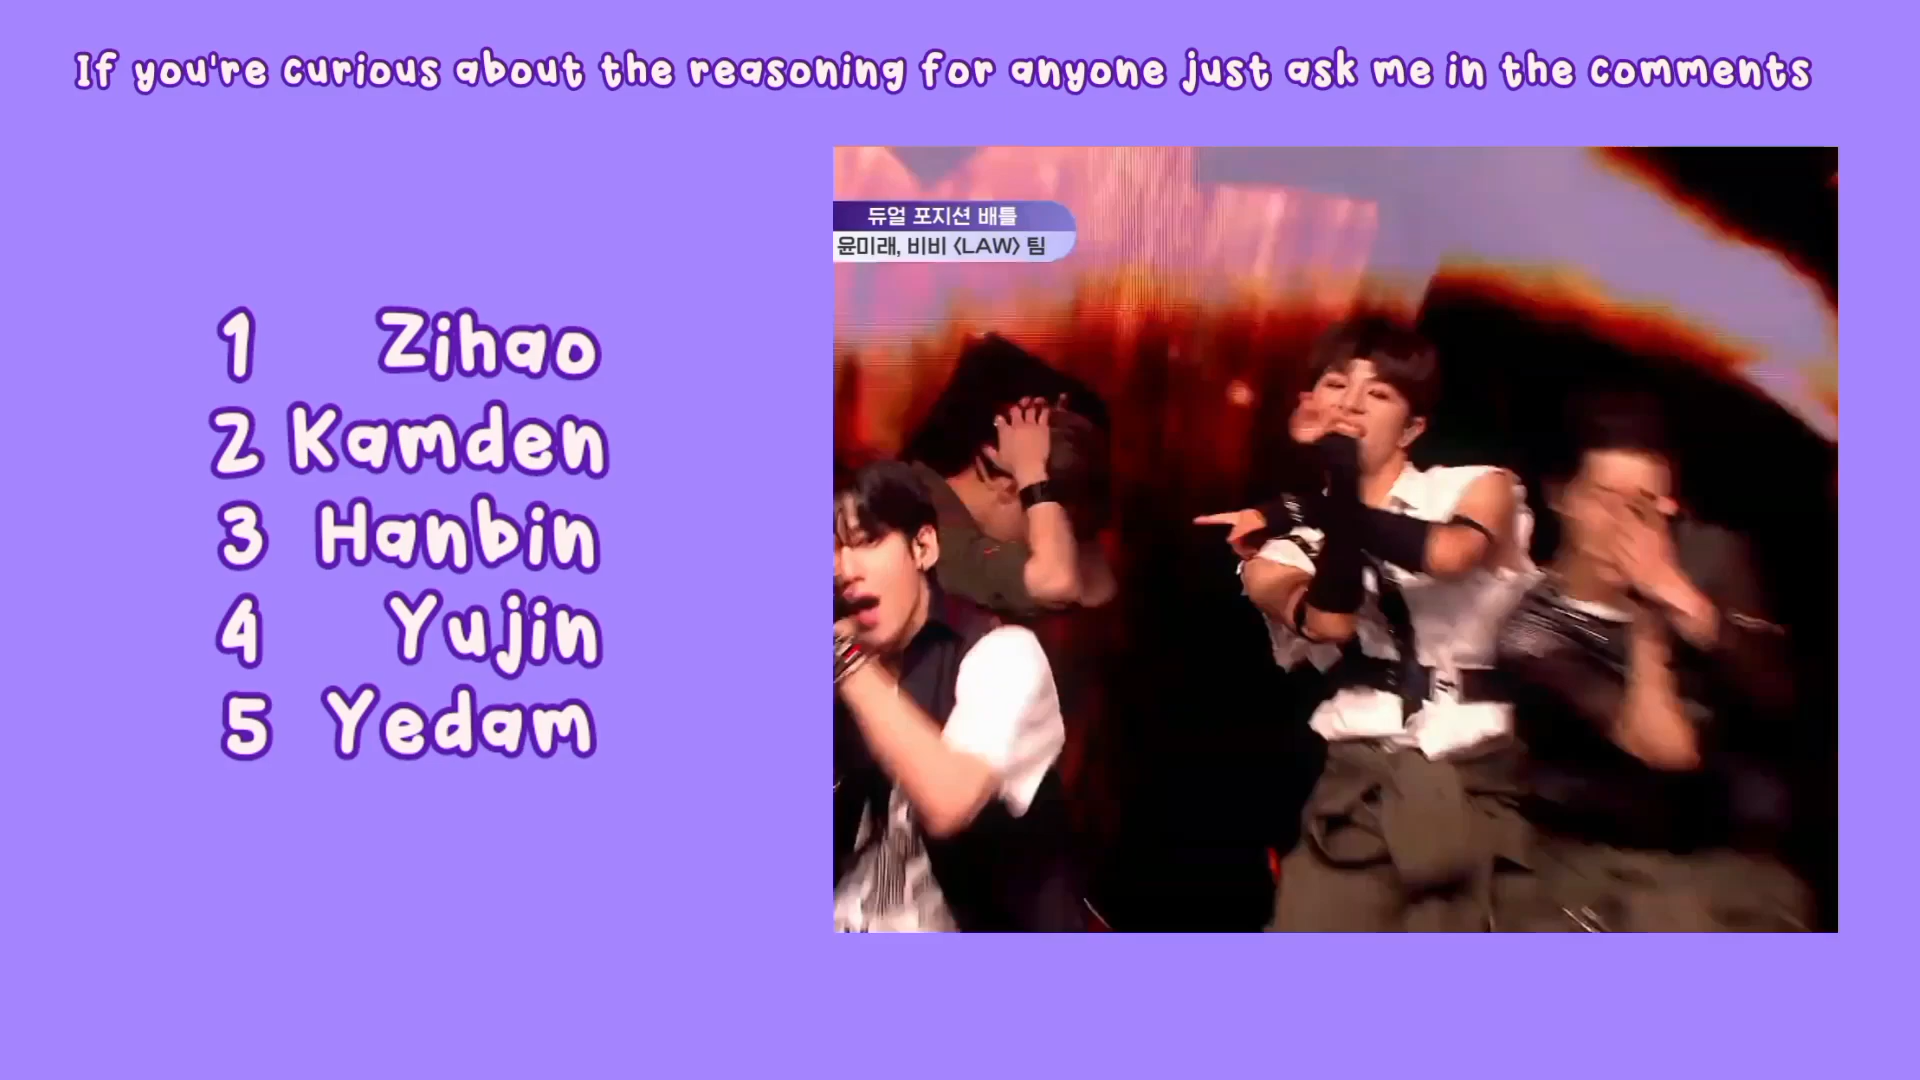 If you're curious about the reasoning for anyone just ask me in the comments
듀얼 포지션 배틀
윤미래, 비비 〈LAW〉 팀
1 Zihao
2 Kamden
3 Hanbin
4 Yujin
5 Yedam